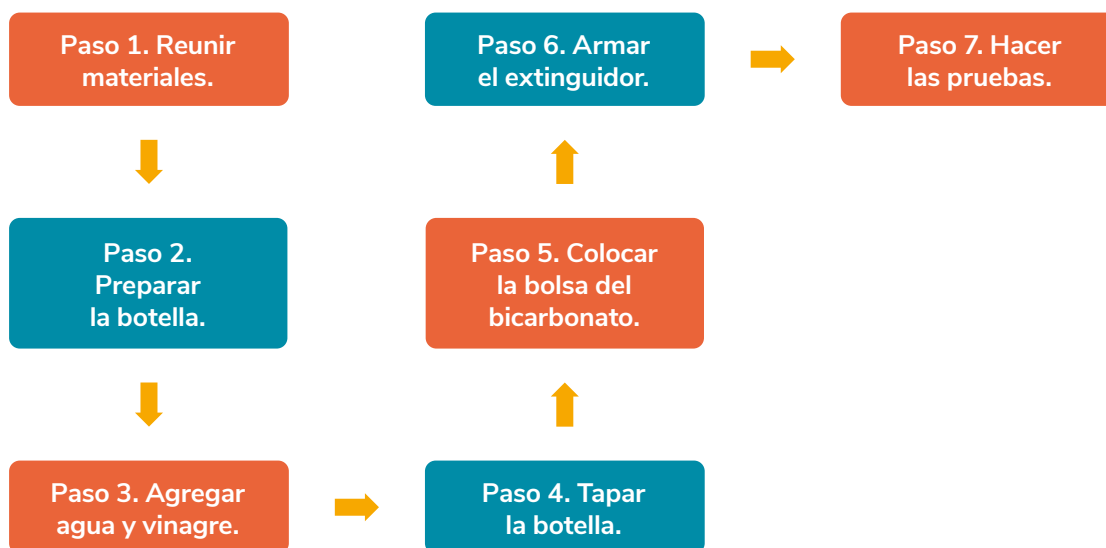 Paso 1. Reunir
materiales.
Paso 2.
Preparar
la botella.
Paso 3. Agregar
agua y vinagre.
Paso 4. Tapar
la botella.
Paso 5. Colocar
la bolsa del
bicarbonato.
Paso 6. Armar
el extinguidor.
Paso 7. Hacer
las pruebas.